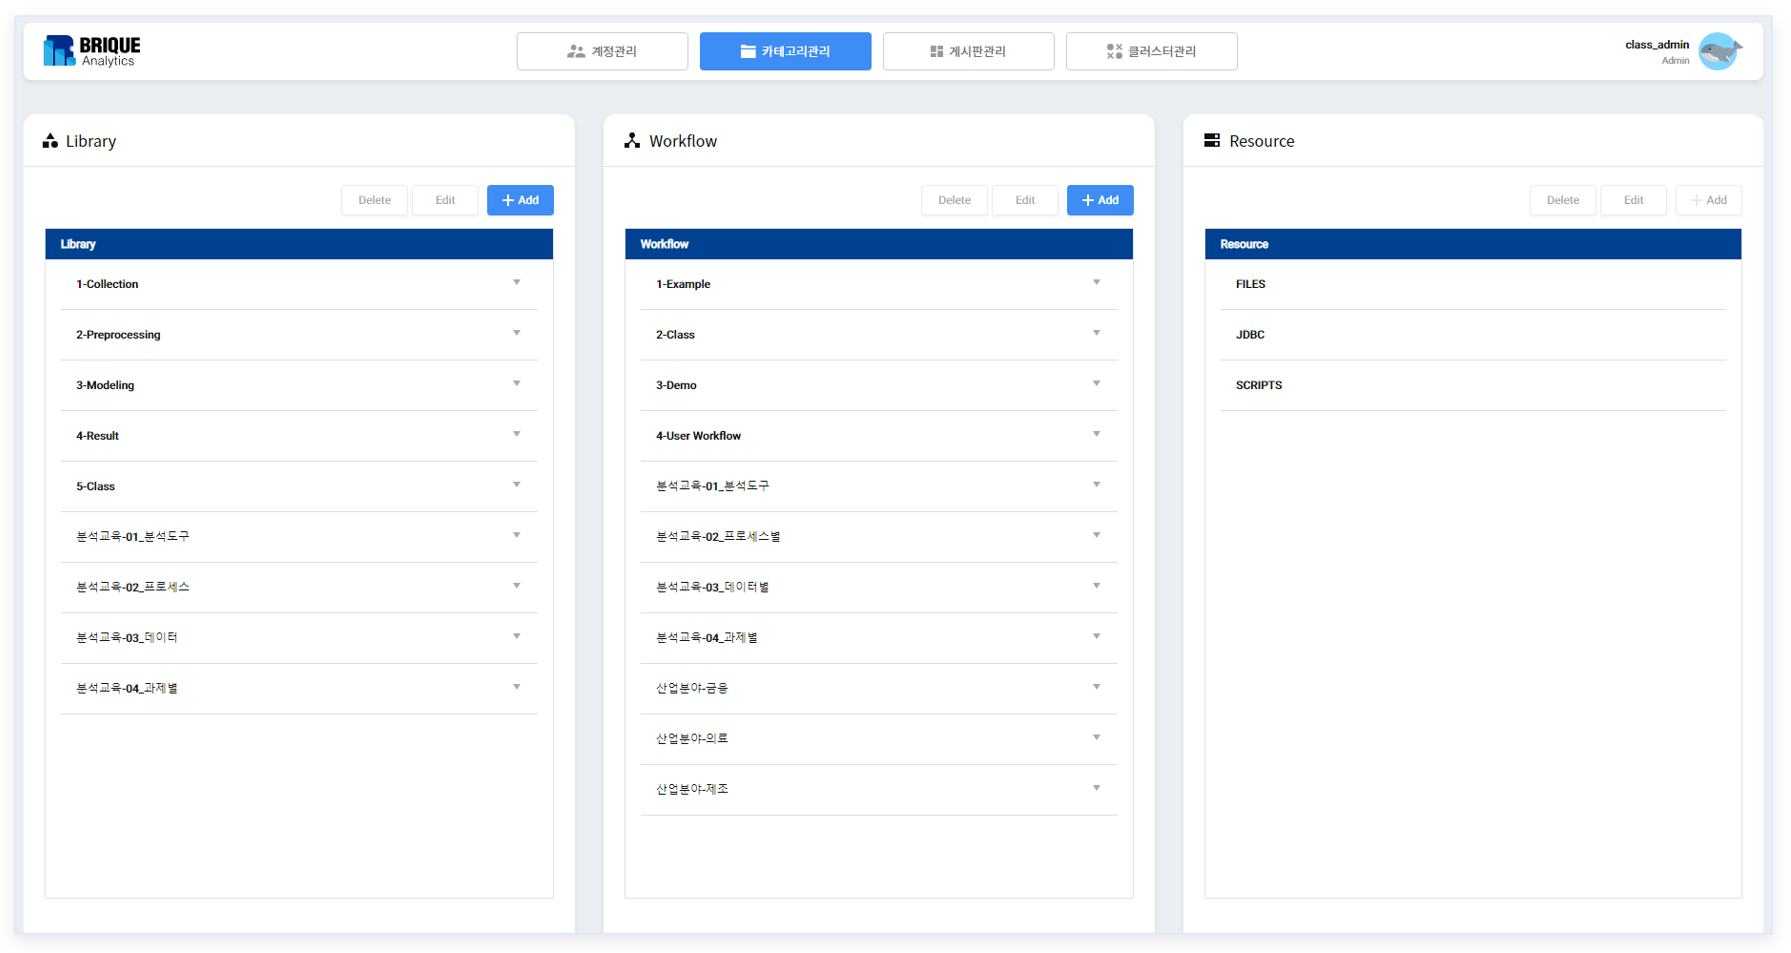 BRIQUE
Analytics
계정관리
카테고리관리
게시판관리
클러스터관리
class_admin
Admin
Library
Delete
Edit
+ Add
Library
1-Collection
2-Preprocessing
3-Modeling
4-Result
5-Class
분석교육-01_분석도구
분석교육-02_프로세스
분석교육-03_데이터
분석교육-04_과제별
Workflow
Delete
Edit
+ Add
Workflow
1-Example
2-Class
3-Demo
4-User Workflow
분석교육-01_분석도구
분석교육-02_프로세스별
분석교육-03_데이터별
분석교육-04_과제별
산업분야-금융
산업분야-의료
산업분야-제조
Resource
Delete
Edit
+ Add
Resource
FILES
JDBC
SCRIPTS